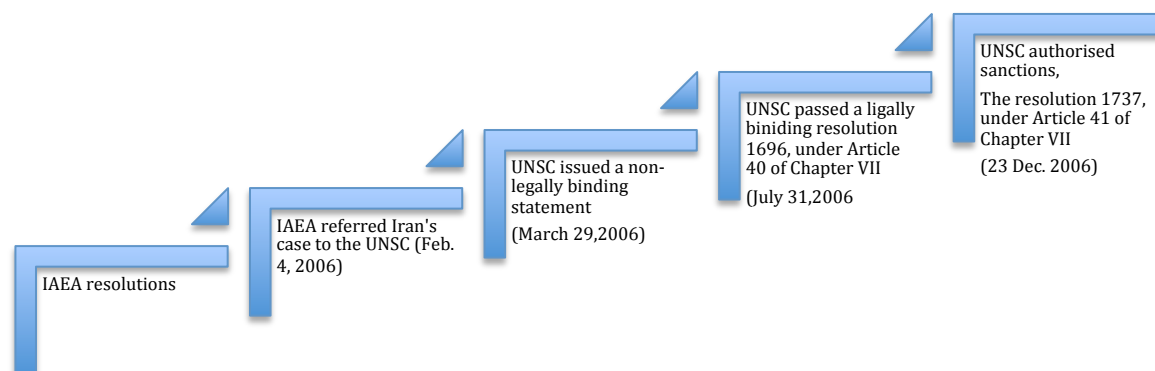 IAEA resolutions
IAEA referred Iran's
case to the UNSC (Feb.
4, 2006)
UNSC issued a non-
legally binding
statement
(March 29,2006)
UNSC passed a ligally
biniding resolution
1696, under Article
40 of Chapter VII
(July 31,2006
UNSC authorised
sanctions,
The resolution 1737,
under Article 41 of
Chapter VII
(23 Dec. 2006)